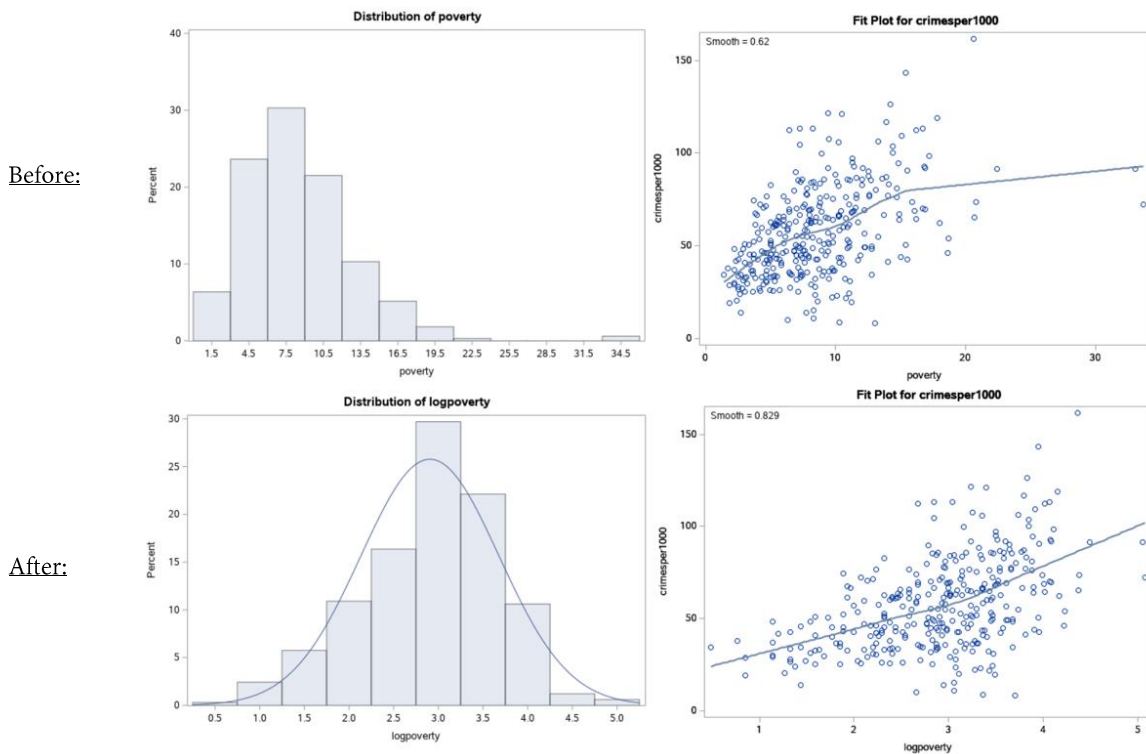 Before:
Distribution of poverty
40
30
20
10
0
Percent
1.5 4.5 7.5 10.5 13.5 16.5 19.5 22.5 25.5 28.5 31.5 34.5
poverty
Fit Plot for crimesper1000
Smooth = 0.62
150
100
50
0
crimesper1000
0 10 20 30
poverty
After:
Distribution of logpoverty
30
25
20
15
10
5
0
Percent
0.5 1.0 1.5 2.0 2.5 3.0 3.5 4.0 4.5 5.0
logpoverty
Fit Plot for crimesper1000
Smooth = 0.829
150
100
50
0
crimesper1000
1 2 3 4 5
logpoverty